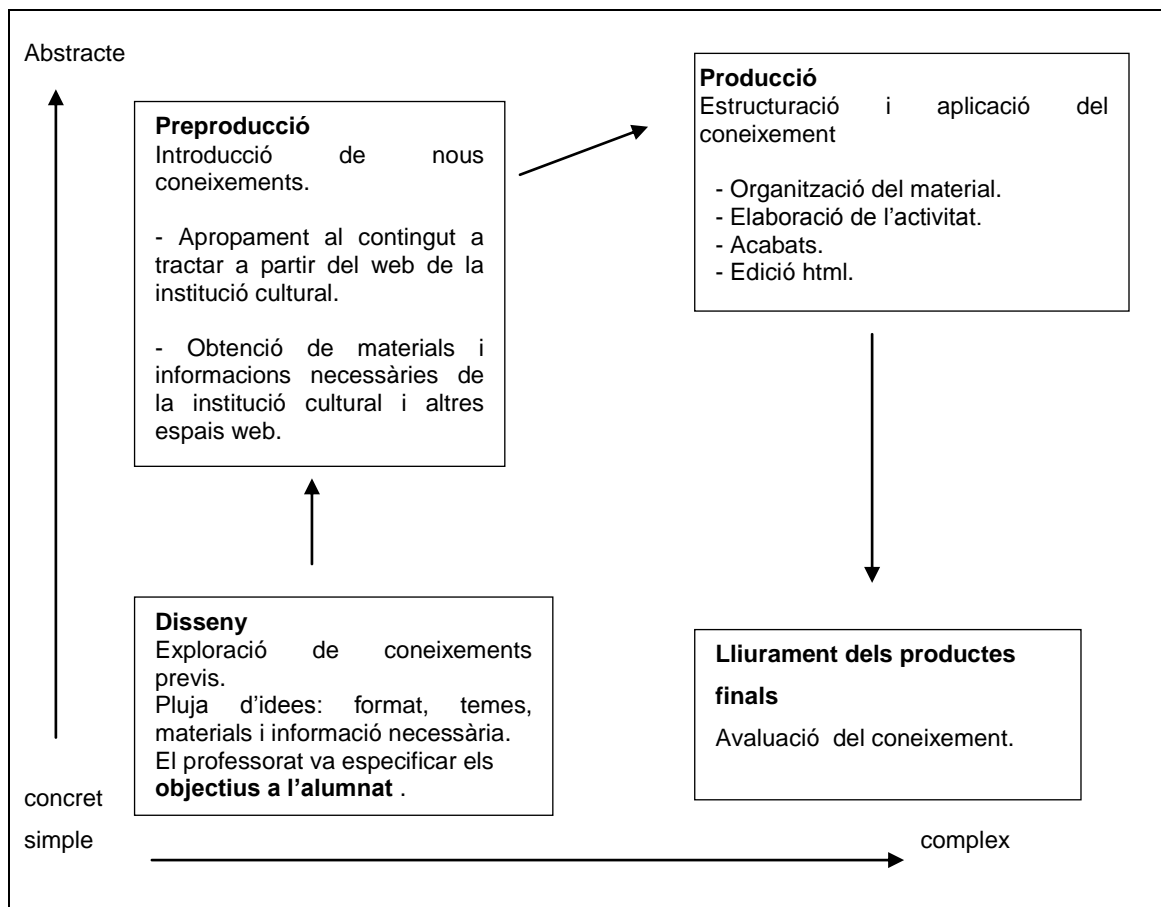 Abstracte
Preproducció
Introducció de nous
coneixements.
- Apropament al contingut a
tractar a partir del web de la
institució cultural.
- Obtenció de materials i
informacions necessàries de
la institució cultural i altres
espais web.
Producció
Estructuració i aplicació del
coneixement
- Organització del material.
- Elaboració de l’activitat.
- Acabats.
- Edició html.
Disseny
Exploració de coneixements
previs.
Pluja d’idees: format, temes,
materials i informació necessària.
El professorat va especificar els
objectius a l’alumnat .
Lliurament dels productes
finals
Avaluació del coneixement.
concret
simple
complex